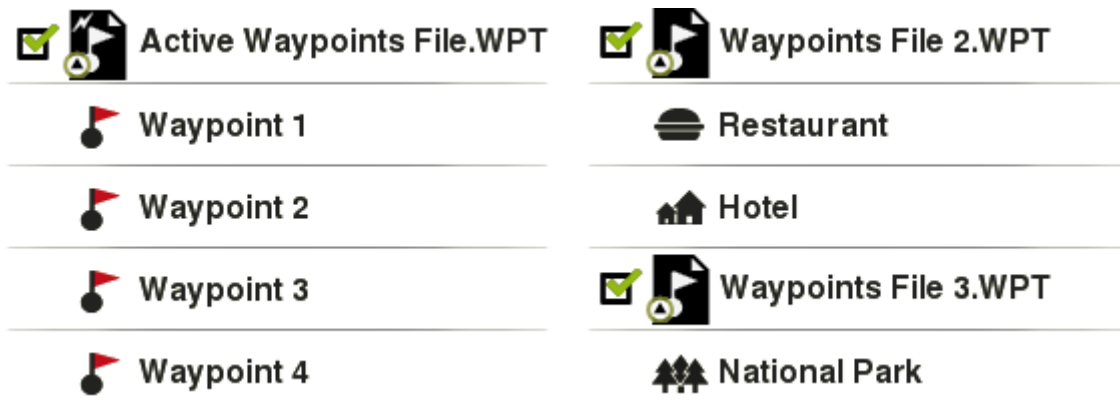 Active Waypoints File.WPT
Waypoint 1
Waypoint 2
Waypoint 3
Waypoint 4
Waypoints File 2.WPT
Restaurant
Hotel
Waypoints File 3.WPT
National Park